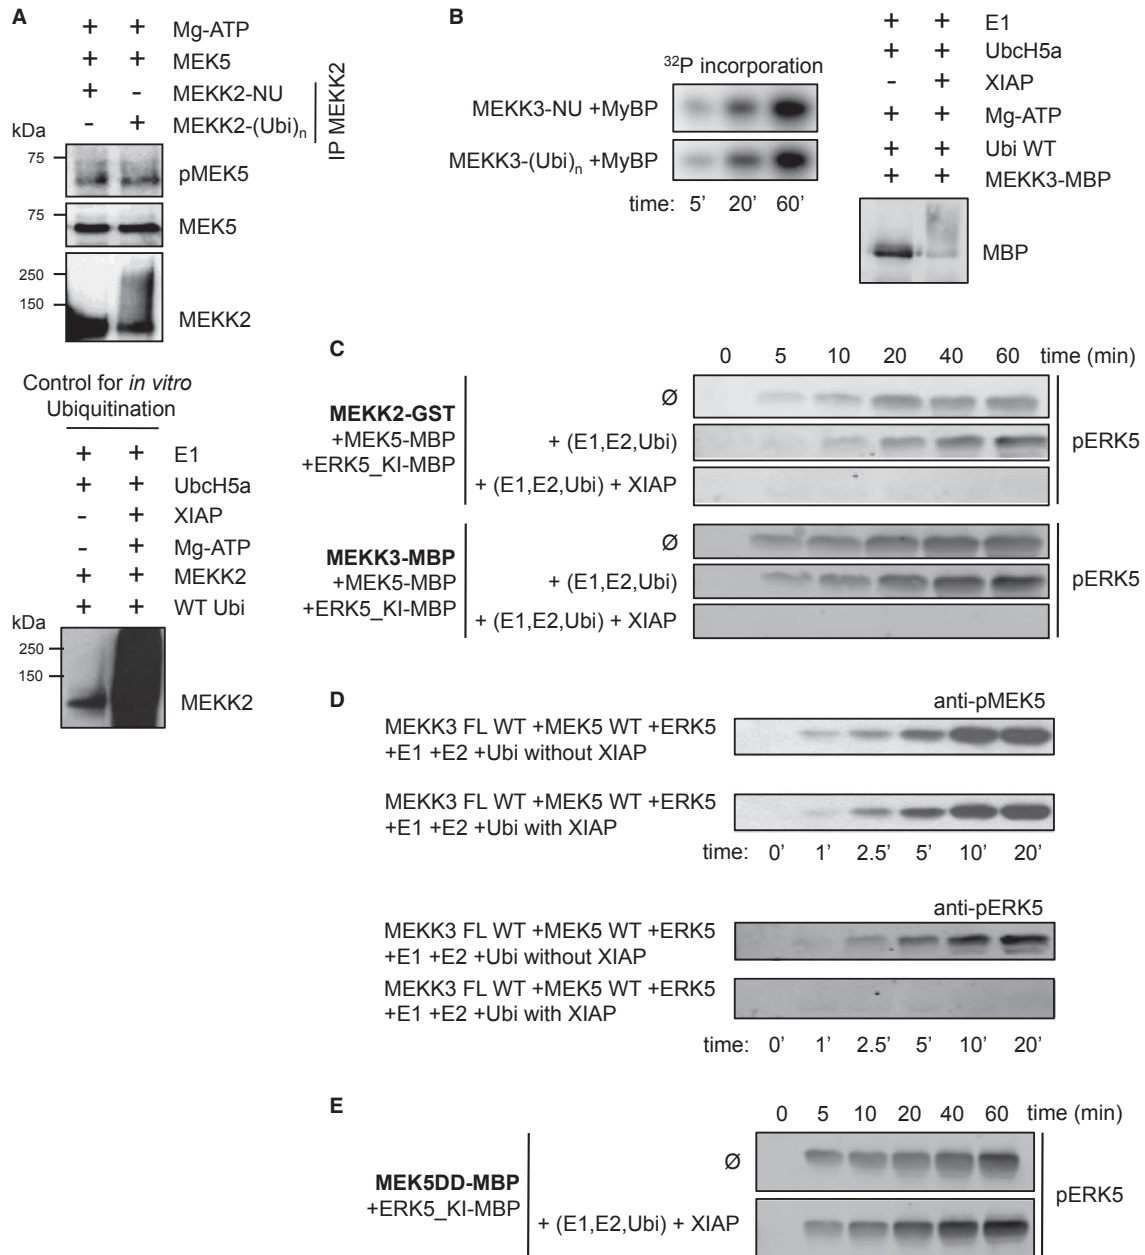 A
+ + Mg-ATP
+ + MEK5
+ - MEKK2-NU
- + MEKK2-(Ubi)n
IP MEKK2
kDa
75
pMEK5
75
MEK5
250
150
MEKK2
Control for in vitro
Ubiquitination
+ + E1
+ + UbcH5a
- + XIAP
- + Mg-ATP
+ + MEKK2
+ + WT Ubi
kDa
250
150
MEKK2
B
32P incorporation
MEKK3-NU +MyBP
MEKK3-(Ubi)n +MyBP
time: 5’ 20’ 60’
+ + E1
+ + UbcH5a
- + XIAP
+ + Mg-ATP
+ + Ubi WT
+ + MEKK3-MBP
MBP
C
0 5 10 20 40 60 time (min)
MEKK2-GST
+MEK5-MBP
+ERK5_KI-MBP
Ø
+ (E1,E2,Ubi)
+ (E1,E2,Ubi) + XIAP
pERK5
MEKK3-MBP
+MEK5-MBP
+ERK5_KI-MBP
Ø
+ (E1,E2,Ubi)
+ (E1,E2,Ubi) + XIAP
pERK5
D
anti-pMEK5
MEKK3 FL WT +MEK5 WT +ERK5
+E1 +E2 +Ubi without XIAP
MEKK3 FL WT +MEK5 WT +ERK5
+E1 +E2 +Ubi with XIAP
time: 0’ 1’ 2.5’ 5’ 10’ 20’
anti-pERK5
MEKK3 FL WT +MEK5 WT +ERK5
+E1 +E2 +Ubi without XIAP
MEKK3 FL WT +MEK5 WT +ERK5
+E1 +E2 +Ubi with XIAP
time: 0’ 1’ 2.5’ 5’ 10’ 20’
E
0 5 10 20 40 60 time (min)
MEK5DD-MBP
+ERK5_KI-MBP
Ø
+ (E1,E2,Ubi) + XIAP
pERK5